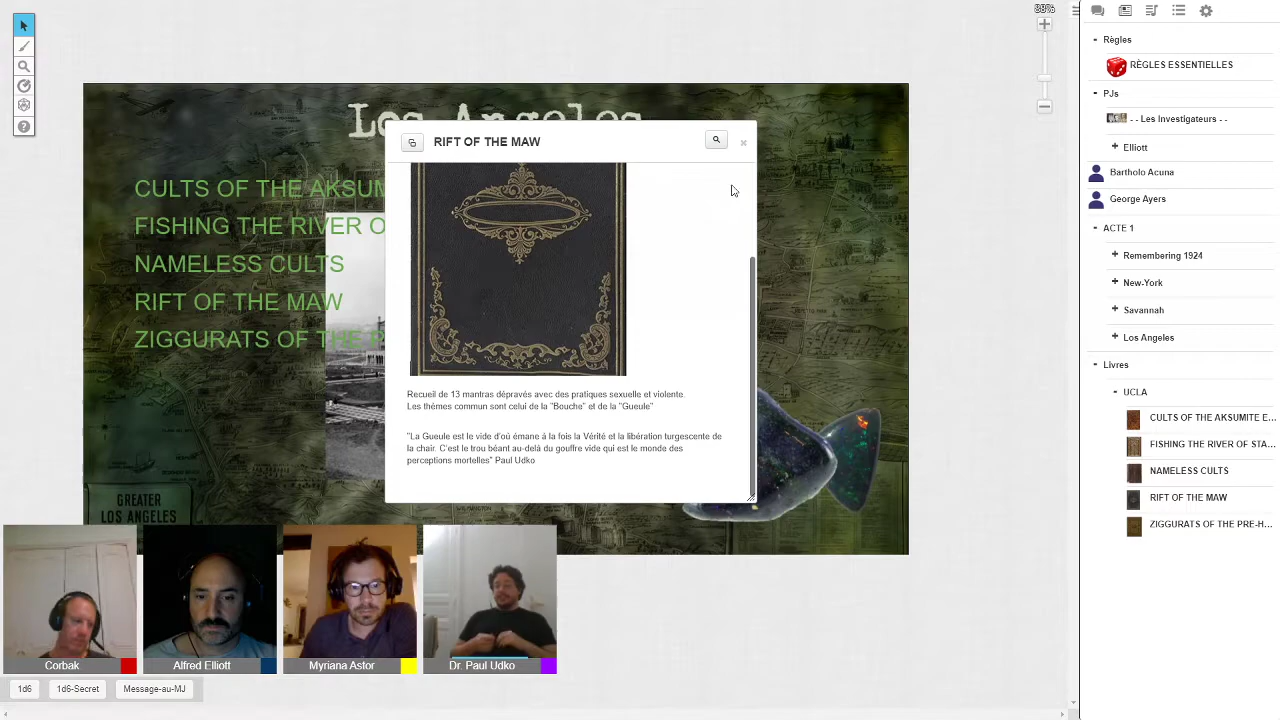 88%
Los Angeles
CULTS OF THE AKSUM
FISHING THE RIVER O
NAMELESS CULTS
RIFT OF THE MAW
ZIGGURATS OF THE P
GREATER
LOS ANGELES
RIFT OF THE MAW
Recueil de 13 mantras dépravés avec des pratiques sexuelle et violente.
Les thèmes commun sont celui de la "Bouche" et de la "Gueule"
"La Gueule est le vide d'où émane à la fois la Vérité et la libération turgescente de
la chair. C'est le trou béant au-delà du gouffre vide qui est le monde des
perceptions mortelles" Paul Udko
Corbak
Alfred Elliott
Myriana Astor
Dr. Paul Udko
1d6
1d6-Secret
Message-au-MJ
Règles
RÈGLES ESSENTIELLES
PJs
- - Les Investigateurs - -
Elliott
Bartholo Acuna
George Ayers
ACTE 1
Remembering 1924
New-York
Savannah
Los Angeles
Livres
UCLA
CULTS OF THE AKSUMITE E...
FISHING THE RIVER OF STA...
NAMELESS CULTS
RIFT OF THE MAW
ZIGGURATS OF THE PRE-H...